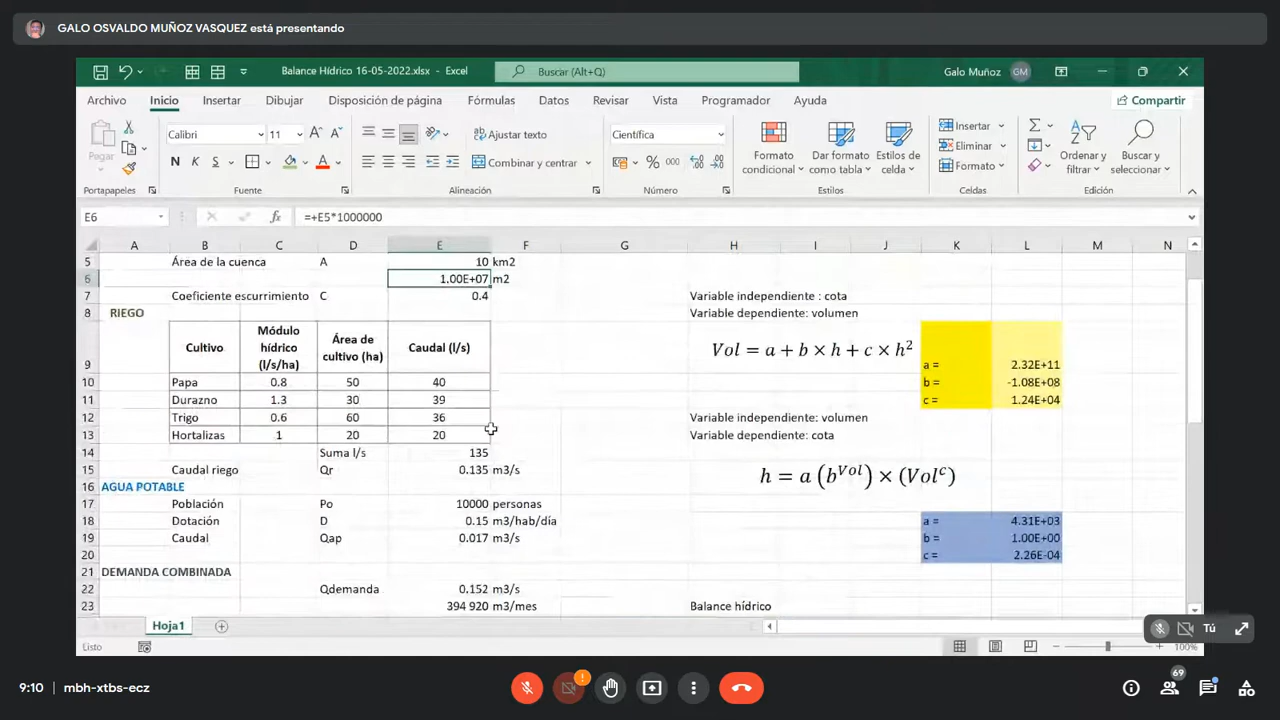 GALO OSVALDO MUÑOZ VASQUEZ está presentando
Balance Hídrico 16-05-2022.xlsx - Excel
Buscar (Alt+Q)
Galo Muñoz GM
Archivo Inicio Insertar Dibujar Disposición de página Fórmulas Datos Revisar Vista Programador Ayuda Compartir
Pegar
Calibri 11
N K S
Ajustar texto
Combinar y centrar
Científica
% 000
Formato condicional
Dar formato como tabla
Estilos de celda
Insertar
Eliminar
Formato
Ordenar y filtrar
Buscar y seleccionar
Portapapeles Fuente Alineación Número Estilos Celdas Edición
E6 fx =+E5*1000000
A B C D E F G H I J K L M N
5 Área de la cuenca A 10 km2
6 1.00E+07 m2
7 Coeficiente escurrimiento C 0.4 Variable independiente : cota
8 RIEGO Variable dependiente: volumen
9 Cultivo Módulo hídrico (l/s/ha) Área de cultivo (ha) Caudal (l/s) Vol = a + b × h + c × h² a = 2.32E+11
10 Papa 0.8 50 40 b = -1.08E+08
11 Durazno 1.3 30 39 c = 1.24E+04
12 Trigo 0.6 60 36 Variable independiente: volumen
13 Hortalizas 1 20 20 Variable dependiente: cota
14 Suma l/s 135
15 Caudal riego Qr 0.135 m3/s h = a (b^Vol) × (Vol^c)
16 AGUA POTABLE
17 Población Po 10000 personas
18 Dotación D 0.15 m3/hab/día a = 4.31E+03
19 Caudal Qap 0.017 m3/s b = 1.00E+00
20 c = 2.26E-04
21 DEMANDA COMBINADA
22 Qdemanda 0.152 m3/s
23 394 920 m3/mes Balance hídrico
Hoja1
Tú
Listo
100%
9:10 mbh-xtbs-ecz
!
69